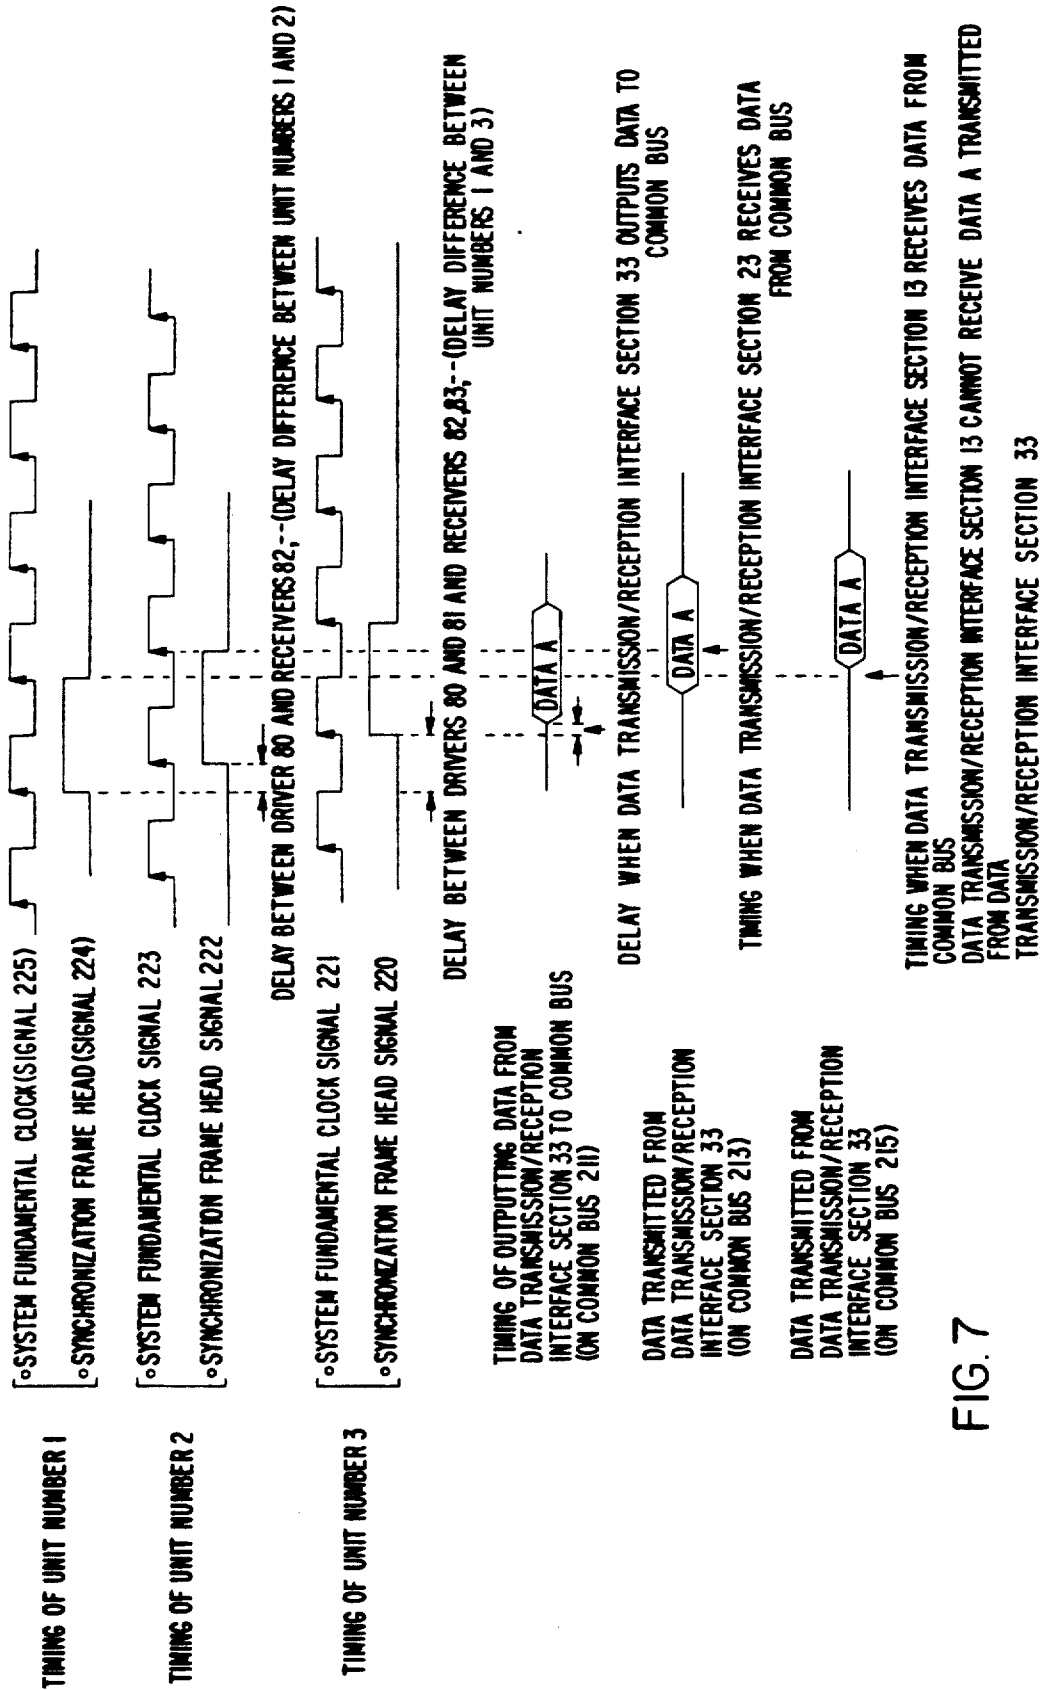 TIMING OF UNIT NUMBER 1
°SYSTEM FUNDAMENTAL CLOCK(SIGNAL 225)
°SYNCHRONIZATION FRAME HEAD(SIGNAL 224)
TIMING OF UNIT NUMBER 2
°SYSTEM FUNDAMENTAL CLOCK SIGNAL 223
°SYNCHRONIZATION FRAME HEAD SIGNAL 222
DELAY BETWEEN DRIVER 80 AND RECEIVERS 82,--(DELAY DIFFERENCE BETWEEN UNIT NUMBERS 1 AND 2)
TIMING OF UNIT NUMBER 3
°SYSTEM FUNDAMENTAL CLOCK SIGNAL 221
°SYNCHRONIZATION FRAME HEAD SIGNAL 220
DELAY BETWEEN DRIVERS 80 AND 81 AND RECEIVERS 82,83,--(DELAY DIFFERENCE BETWEEN
UNIT NUMBERS 1 AND 3)
TIMING OF OUTPUTTING DATA FROM
DATA TRANSMISSION/RECEPTION
INTERFACE SECTION 33 TO COMMON BUS
(ON COMMON BUS 211)
DATA A
DELAY WHEN DATA TRANSMISSION/RECEPTION INTERFACE SECTION 33 OUTPUTS DATA TO
COMMON BUS
DATA TRANSMITTED FROM
DATA TRANSMISSION/RECEPTION
INTERFACE SECTION 33
(ON COMMON BUS 213)
DATA A
TIMING WHEN DATA TRANSMISSION/RECEPTION INTERFACE SECTION 23 RECEIVES DATA
FROM COMMON BUS
DATA TRANSMITTED FROM
DATA TRANSMISSION/RECEPTION
INTERFACE SECTION 33
(ON COMMON BUS 215)
DATA A
TIMING WHEN DATA TRANSMISSION/RECEPTION INTERFACE SECTION 13 RECEIVES DATA FROM
COMMON BUS
DATA TRANSMISSION/RECEPTION INTERFACE SECTION 13 CANNOT RECEIVE DATA A TRANSMITTED
FROM DATA
TRANSMISSION/RECEPTION INTERFACE SECTION 33
FIG. 7